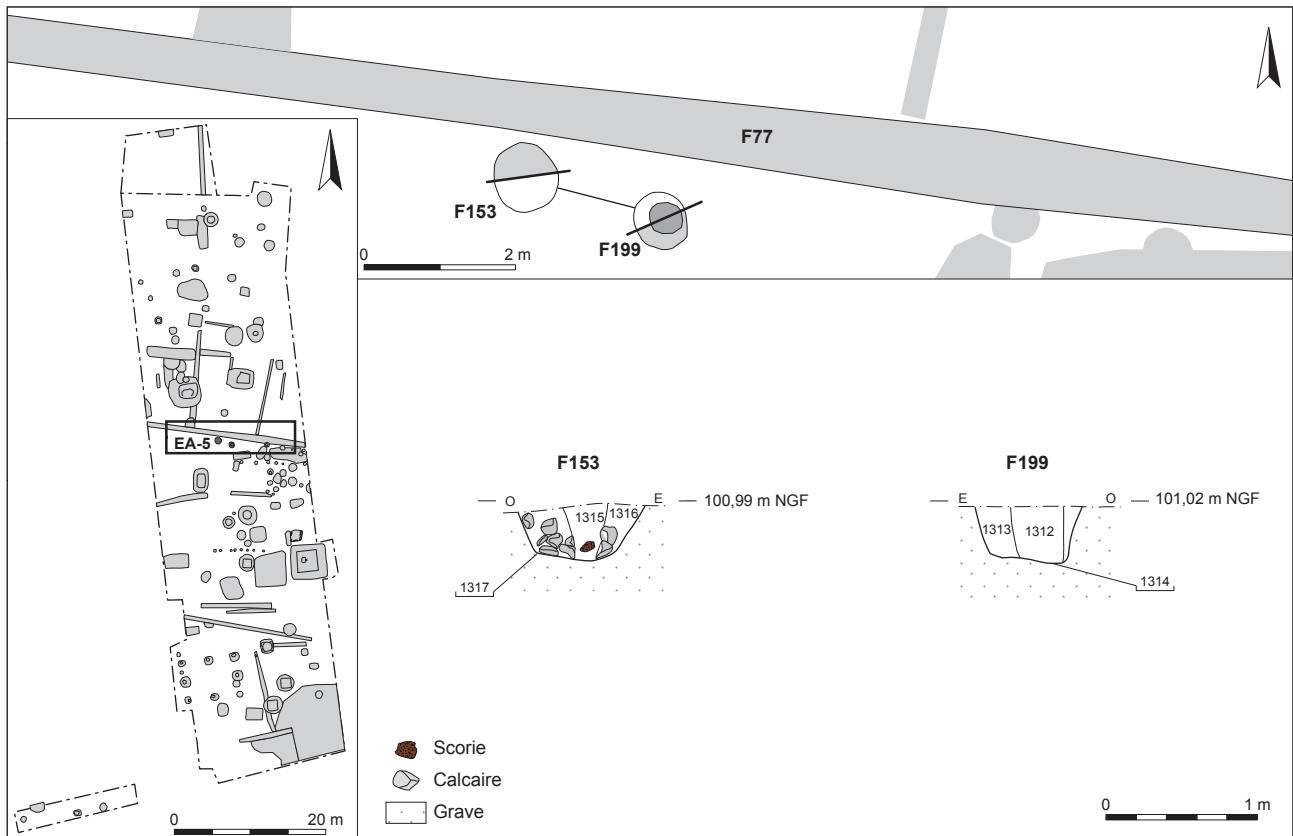 F77
F153
F199
0 2 m
EA-5
0 20 m
F153
O E 100,99 m NGF
1315 1316
1317
F199
E O 101,02 m NGF
1313 1312
1314
Scorie
Calcaire
Grave
0 1 m